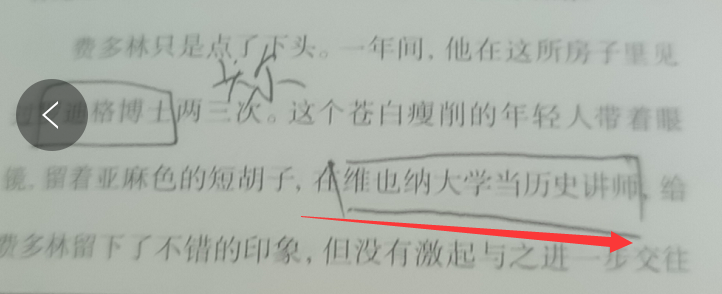 费多林只是点了下头。一年间，他在这所房子里见
格博士两三次。这个苍白瘦削的年轻人带着眼
镜，留着亚麻色的短胡子，在维也纳大学当历史讲师，给
费多林留下了不错的印象，但没有激起与之进一步交往